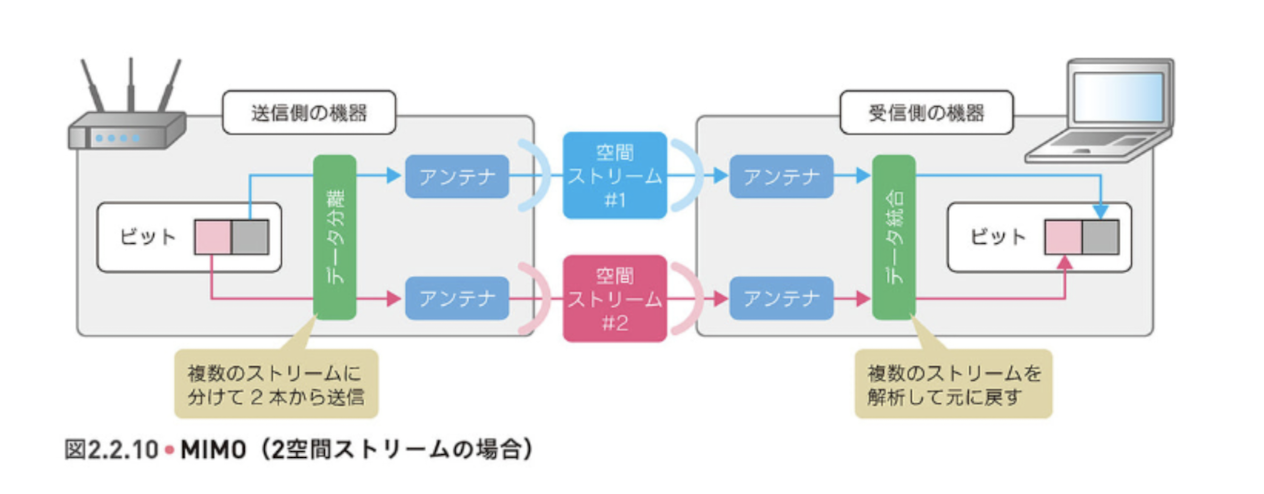 送信側の機器
受信側の機器
ビット
データ分離
アンテナ
アンテナ
空間
ストリーム
#1
空間
ストリーム
#2
アンテナ
アンテナ
データ統合
ビット
複数のストリームに
分けて2本から送信
複数のストリームを
解析して元に戻す
図2.2.10 • MIMO（2空間ストリームの場合）